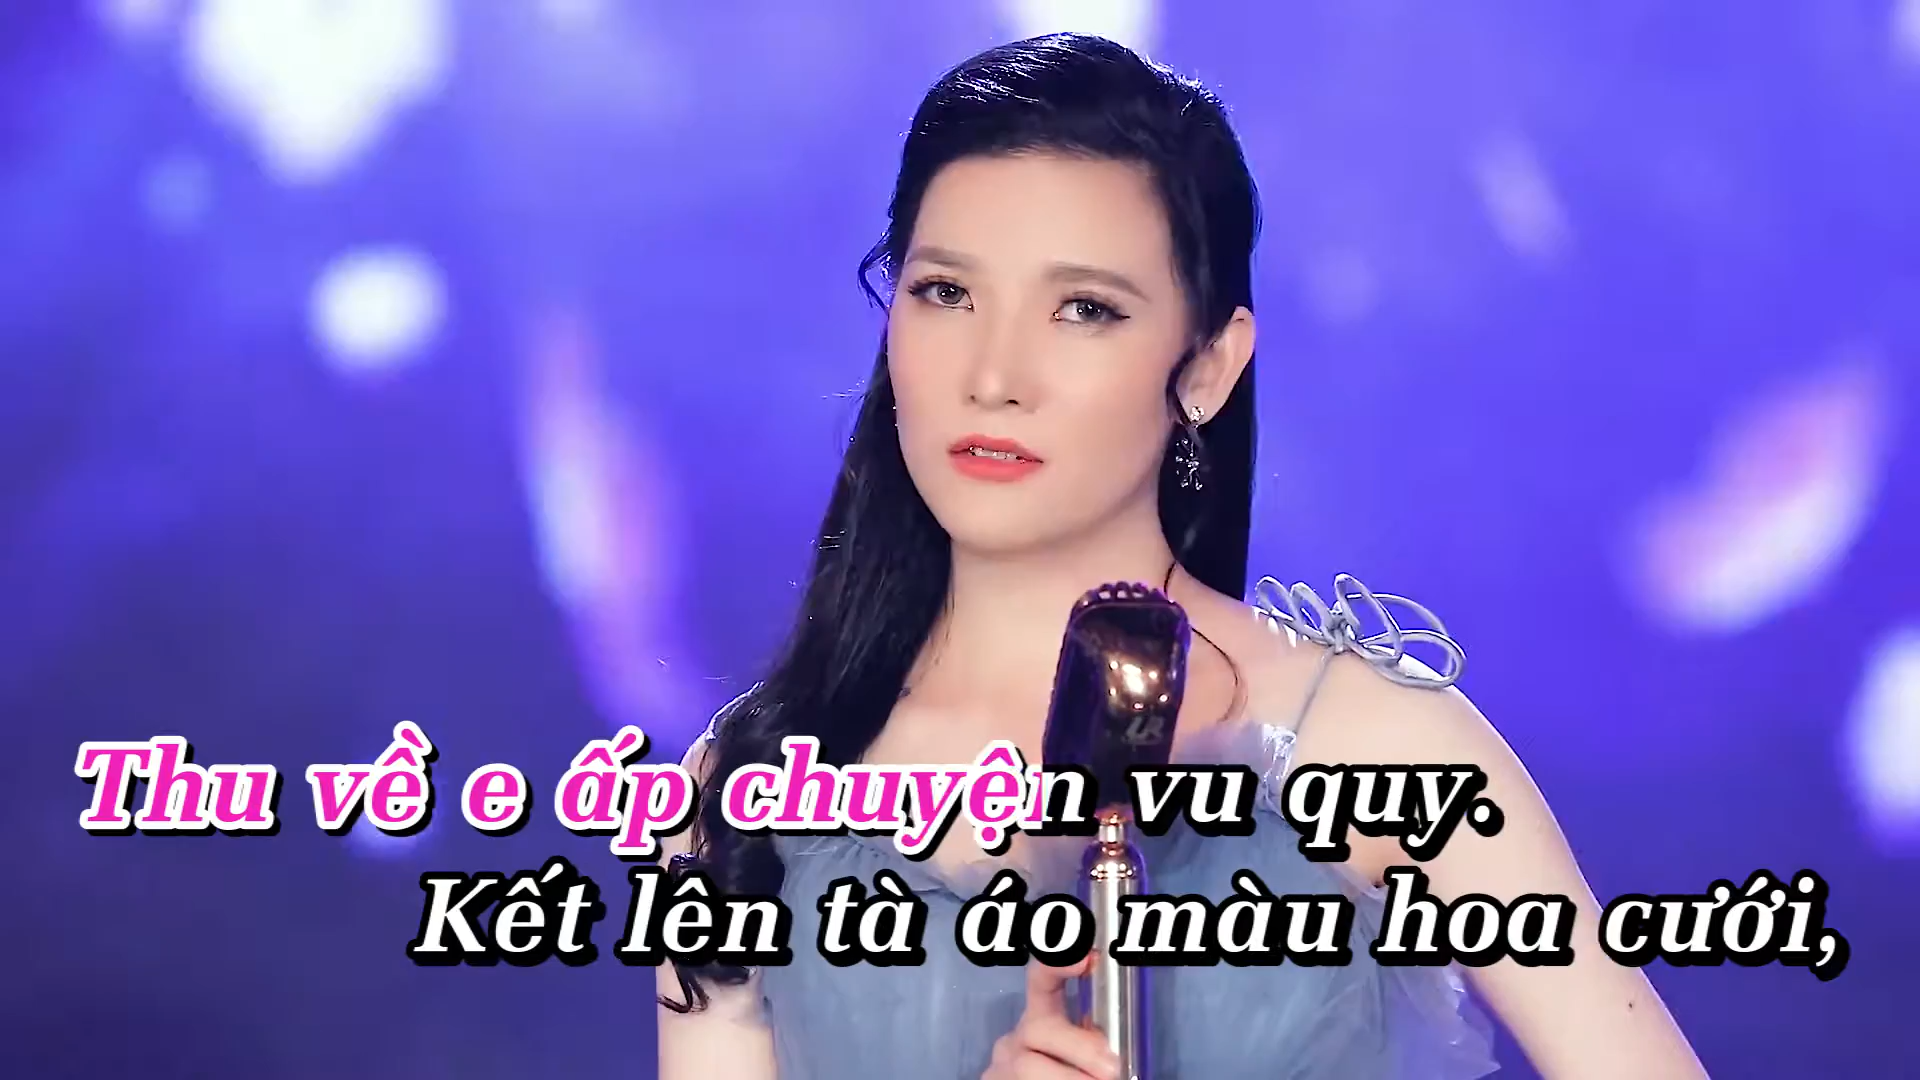 Thu về e ấp chuyện vu quy.
Kết lên tà áo màu hoa cưới,